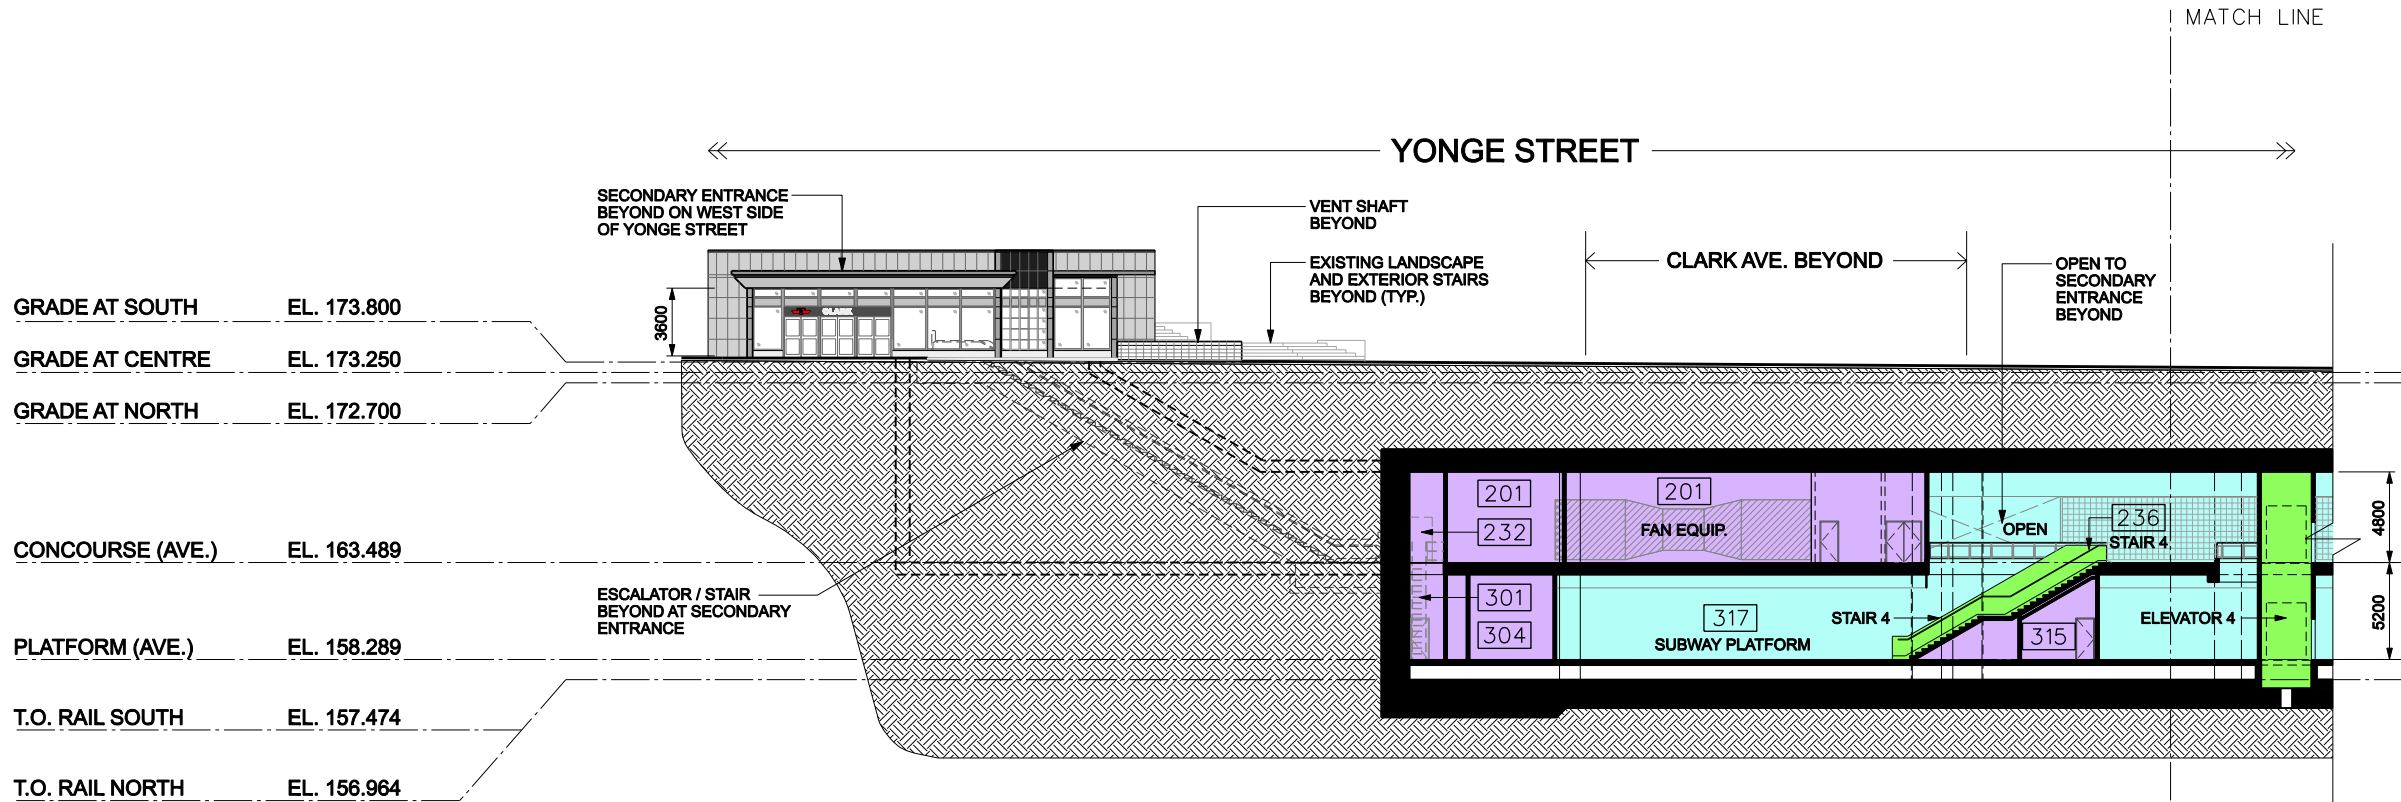 MATCH LINE
YONGE STREET
SECONDARY ENTRANCE
BEYOND ON WEST SIDE
OF YONGE STREET
VENT SHAFT
BEYOND
EXISTING LANDSCAPE
AND EXTERIOR STAIRS
BEYOND (TYP.)
CLARK AVE. BEYOND
OPEN TO
SECONDARY
ENTRANCE
BEYOND
3600
CLARK
GRADE AT SOUTH EL. 173.800
GRADE AT CENTRE EL. 173.250
GRADE AT NORTH EL. 172.700
CONCOURSE (AVE.) EL. 163.489
PLATFORM (AVE.) EL. 158.289
T.O. RAIL SOUTH EL. 157.474
T.O. RAIL NORTH EL. 156.964
ESCALATOR / STAIR
BEYOND AT SECONDARY
ENTRANCE
201
232
201
FAN EQUIP.
OPEN
236
STAIR 4
4800
301
304
317
SUBWAY PLATFORM
STAIR 4
315
ELEVATOR 4
5200